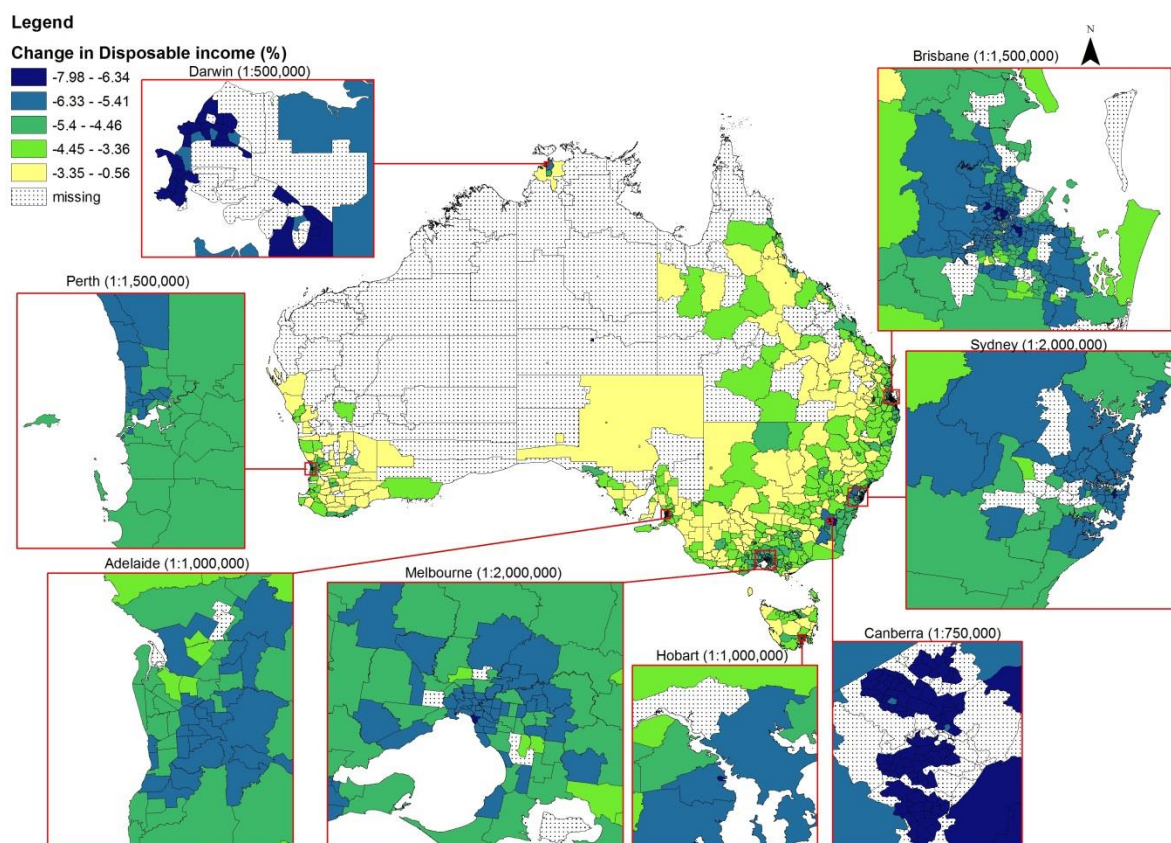 Legend
Change in Disposable income (%)
-7.98 - -6.34
-6.33 - -5.41
-5.4 - -4.46
-4.45 - -3.36
-3.35 - -0.56
missing
Darwin (1:500,000)
N
Brisbane (1:1,500,000)
Perth (1:1,500,000)
Sydney (1:2,000,000)
Adelaide (1:1,000,000)
Melbourne (1:2,000,000)
Hobart (1:1,000,000)
Canberra (1:750,000)